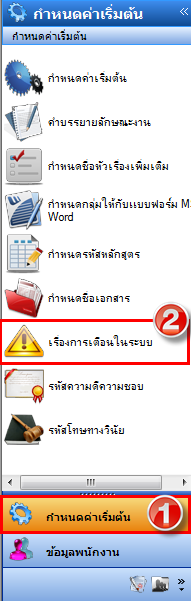 กำหนดค่าเริ่มต้น
กำหนดค่าเริ่มต้น
กำหนดค่าเริ่มต้น
คำบรรยายลักษณะงาน
กำหนดชื่อหัวเรื่องเพิ่มเติม
กำหนดกลุ่มให้กับแบบฟอร์ม M
Word
กำหนดรหัสหลักสูตร
กำหนดชื่อเอกสาร
2
เรื่องการเตือนในระบบ
รหัสความดีความชอบ
รหัสโทษทางวินัย
กำหนดค่าเริ่มต้น
1
ข้อมูลพนักงาน